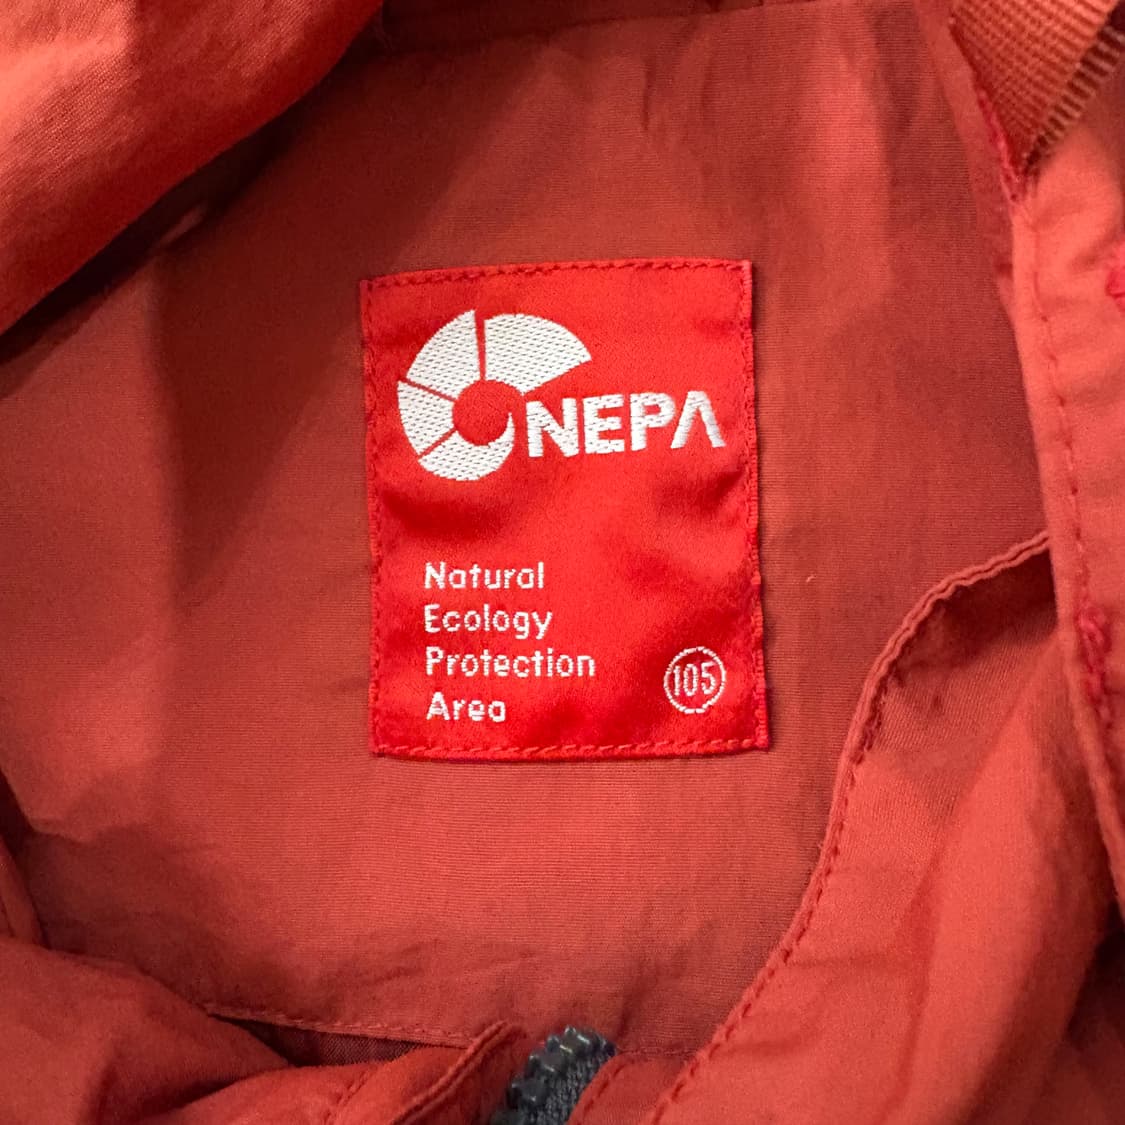 NEPA
Natural
Ecology
Protection
Area
105